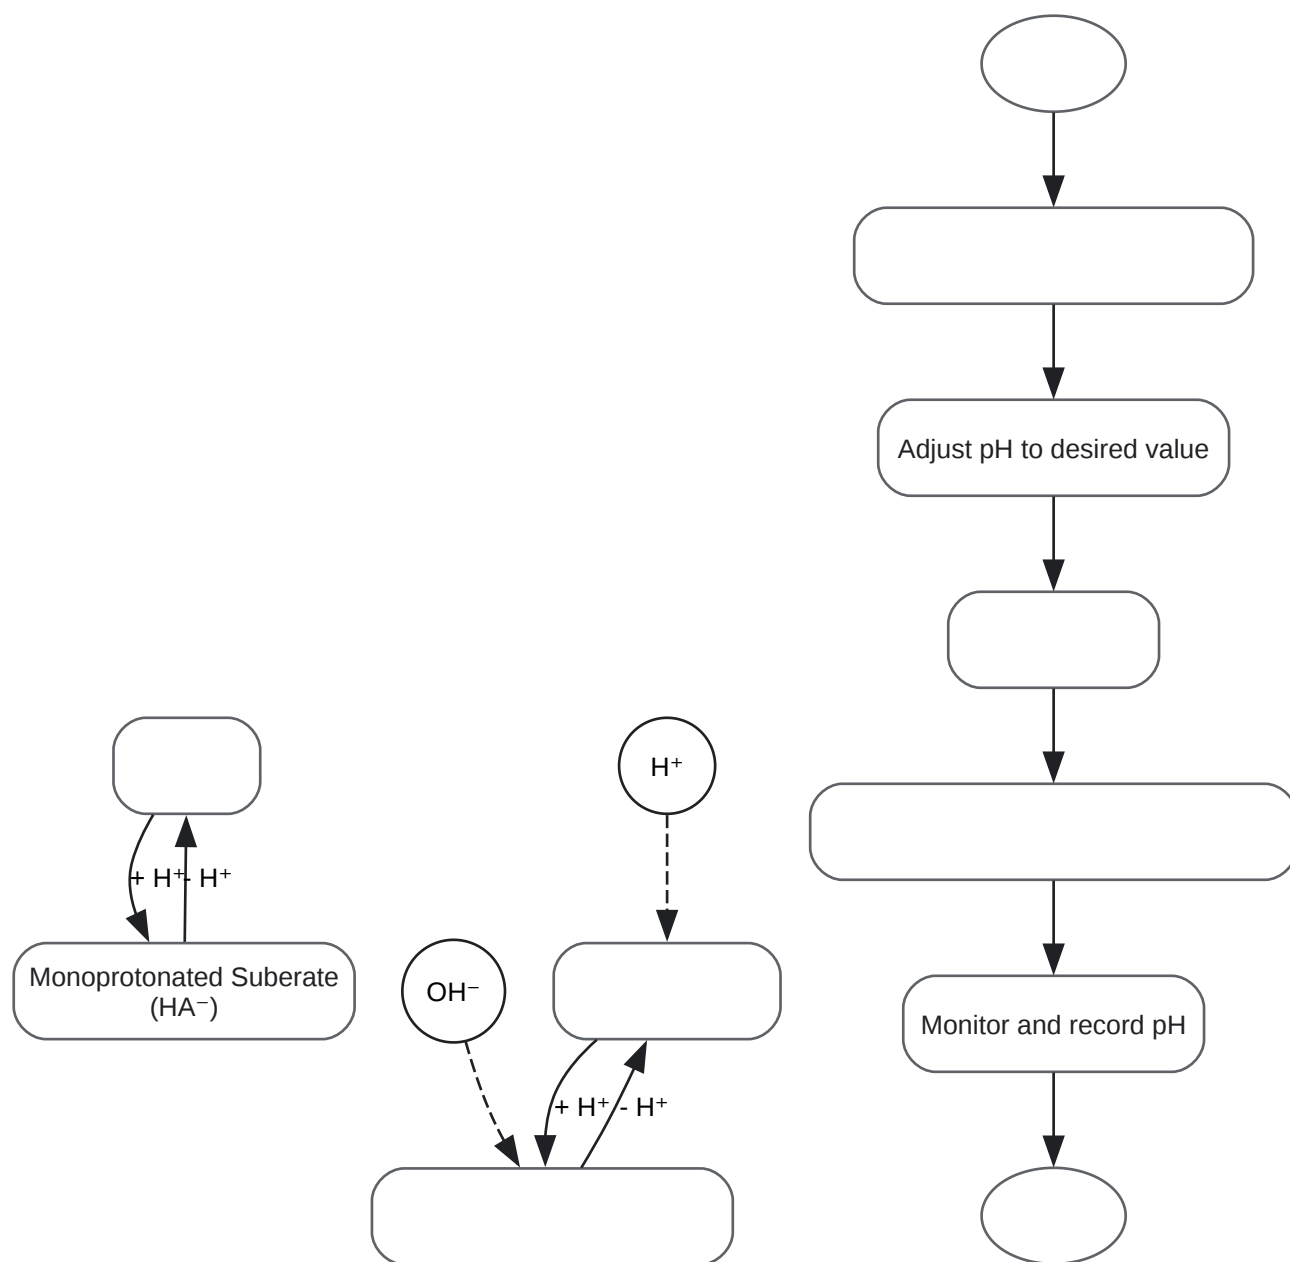 Adjust pH to desired value
H⁺
+ H⁺
- H⁺
Monoprotonated Suberate
(HA⁻)
OH⁻
Monitor and record pH
+ H⁺
- H⁺